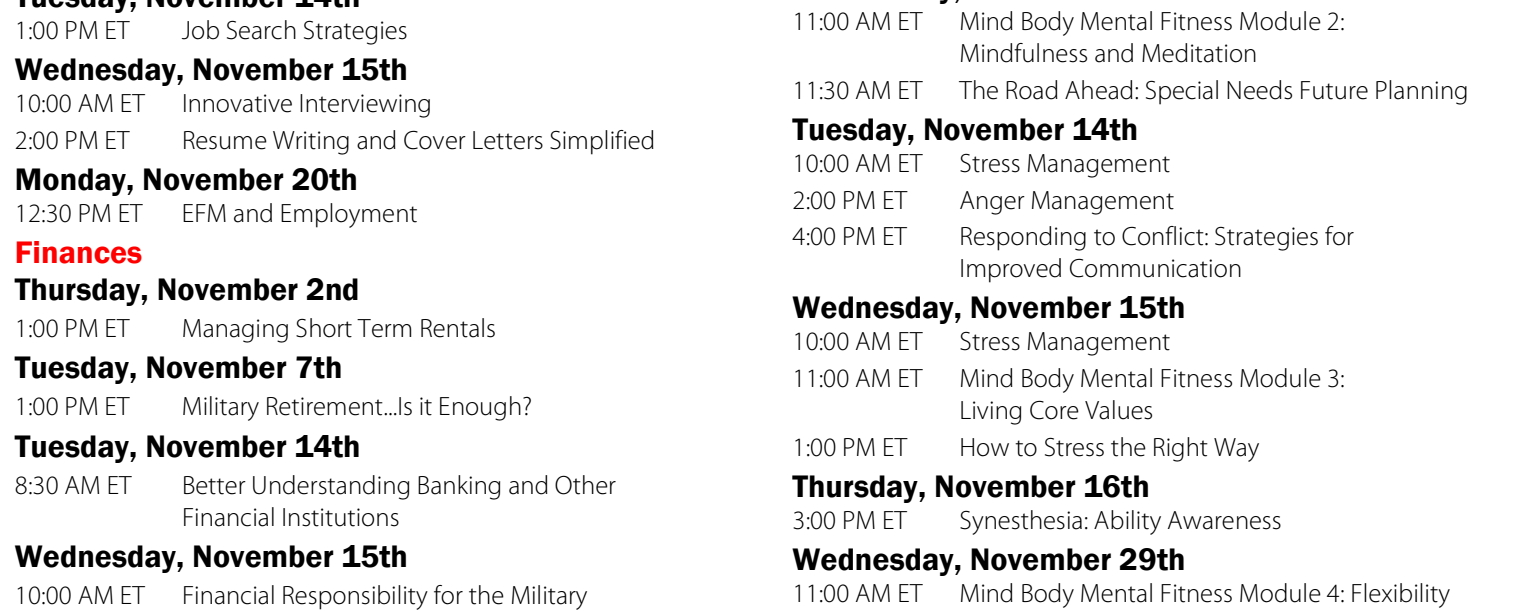 Tuesday, November 14th
1:00 PM ET Job Search Strategies
Wednesday, November 15th
10:00 AM ET Innovative Interviewing
2:00 PM ET Resume Writing and Cover Letters Simplified
Monday, November 20th
12:30 PM ET EFM and Employment
Finances
Thursday, November 2nd
1:00 PM ET Managing Short Term Rentals
Tuesday, November 7th
1:00 PM ET Military Retirement...Is it Enough?
Tuesday, November 14th
8:30 AM ET Better Understanding Banking and Other
Financial Institutions
Wednesday, November 15th
10:00 AM ET Financial Responsibility for the Military
11:00 AM ET Mind Body Mental Fitness Module 2:
Mindfulness and Meditation
11:30 AM ET The Road Ahead: Special Needs Future Planning
Tuesday, November 14th
10:00 AM ET Stress Management
2:00 PM ET Anger Management
4:00 PM ET Responding to Conflict: Strategies for
Improved Communication
Wednesday, November 15th
10:00 AM ET Stress Management
11:00 AM ET Mind Body Mental Fitness Module 3:
Living Core Values
1:00 PM ET How to Stress the Right Way
Thursday, November 16th
3:00 PM ET Synesthesia: Ability Awareness
Wednesday, November 29th
11:00 AM ET Mind Body Mental Fitness Module 4: Flexibility